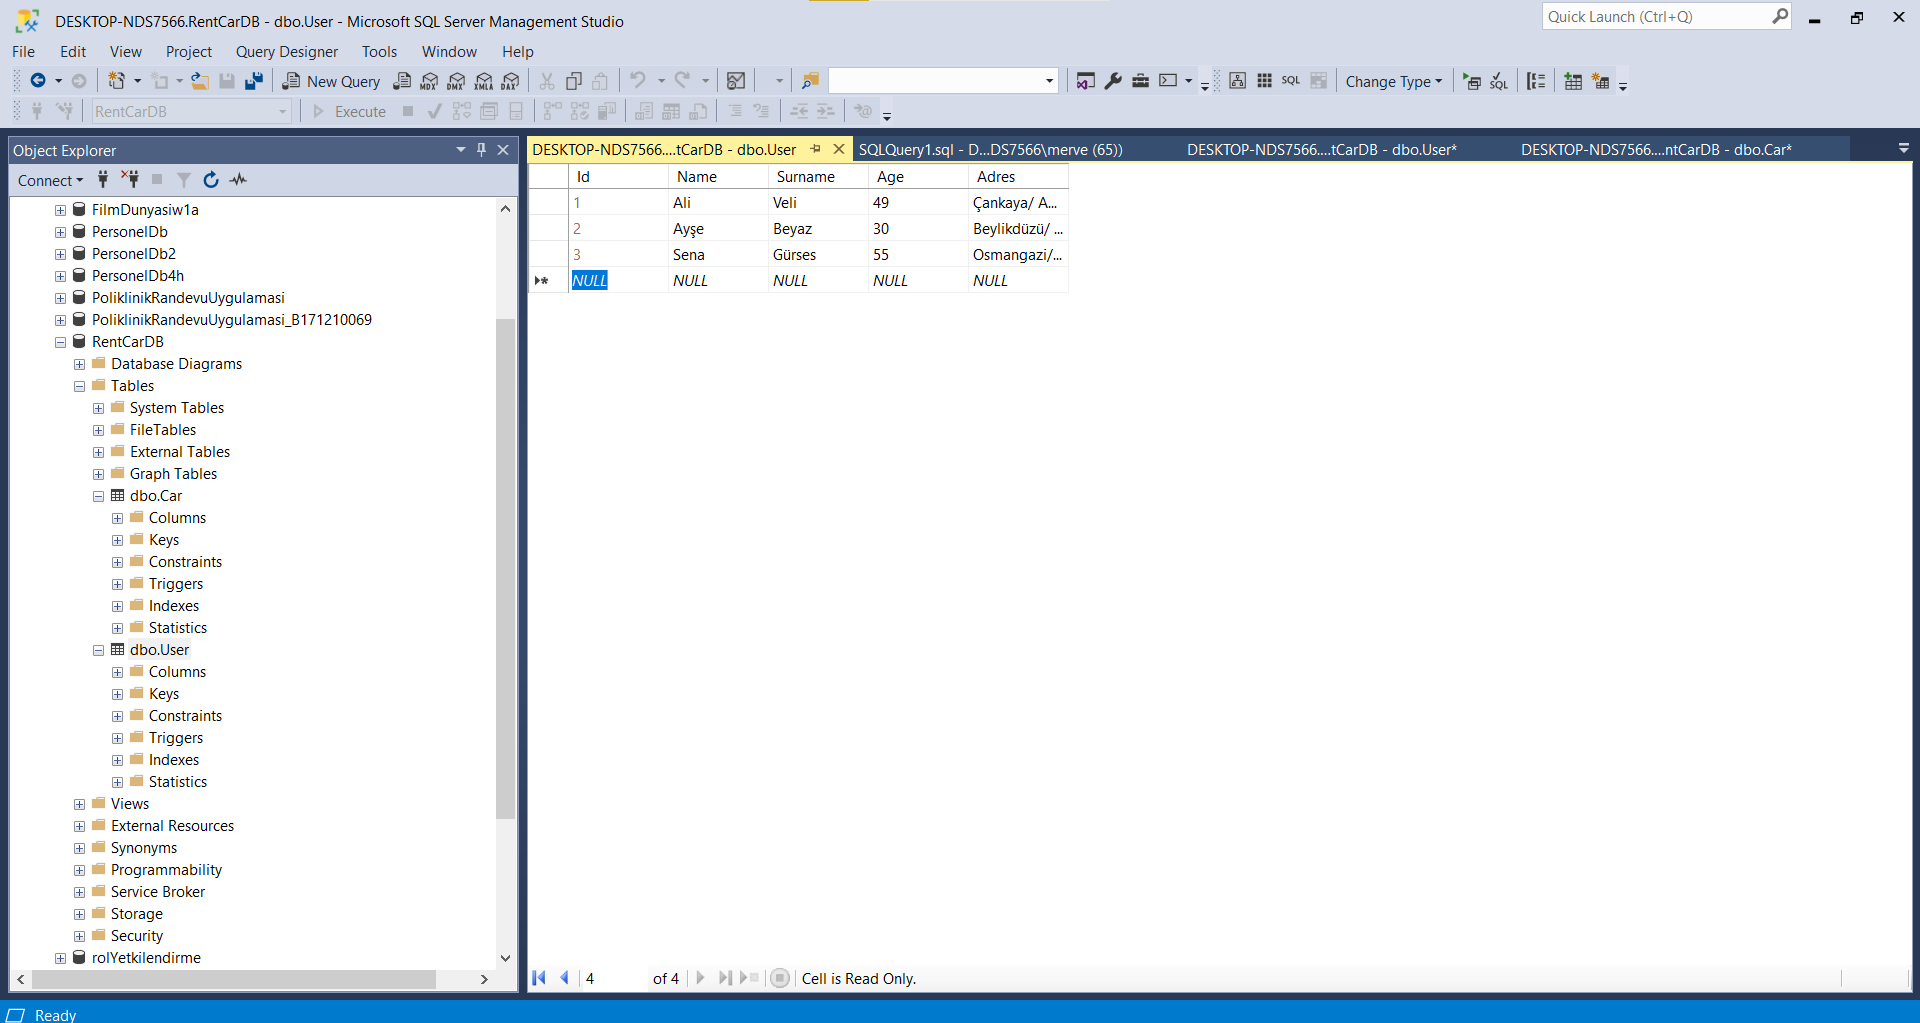 DESKTOP-NDS7566.RentCarDB - dbo.User - Microsoft SQL Server Management Studio
Quick Launch (Ctrl+Q)
File Edit View Project Query Designer Tools Window Help
New Query MDX DMX XMLA DAX SQL Change Type SQL
RentCarDB Execute
Object Explorer
Connect
FilmDunyasiw1a
PersonelDb
PersonelDb2
PersonelDb4h
PoliklinikRandevuUygulamasi
PoliklinikRandevuUygulamasi_B171210069
RentCarDB
Database Diagrams
Tables
System Tables
FileTables
External Tables
Graph Tables
dbo.Car
Columns
Keys
Constraints
Triggers
Indexes
Statistics
dbo.User
Columns
Keys
Constraints
Triggers
Indexes
Statistics
Views
External Resources
Synonyms
Programmability
Service Broker
Storage
Security
rolYetkilendirme
DESKTOP-NDS7566....tCarDB - dbo.User SQLQuery1.sql - D...DS7566\merve (65)) DESKTOP-NDS7566....tCarDB - dbo.User* DESKTOP-NDS7566....ntCarDB - dbo.Car*
Id Name Surname Age Adres
1 Ali Veli 49 Çankaya/ A...
2 Ayşe Beyaz 30 Beylikdüzü/ ...
3 Sena Gürses 55 Osmangazi/...
NULL NULL NULL NULL NULL
4 of 4 Cell is Read Only.
Ready